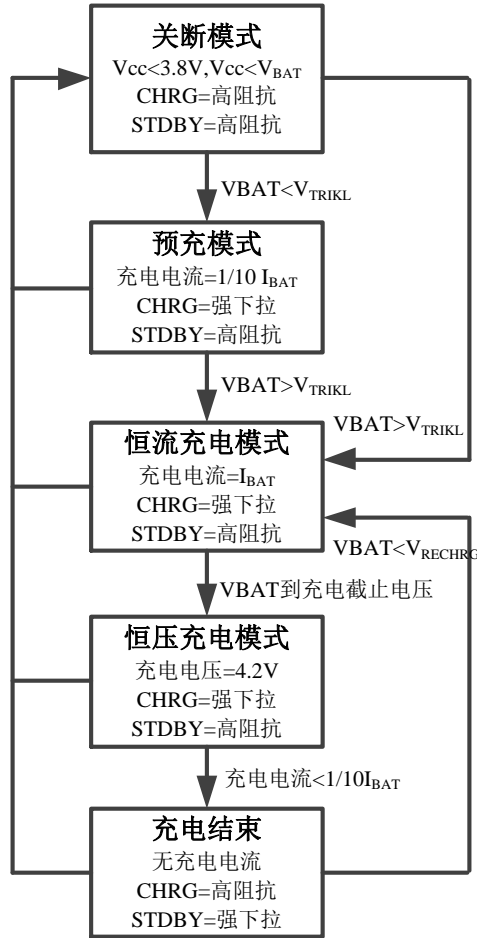 关断模式
Vcc<3.8V,Vcc<VBAT
CHRG=高阻抗
STDBY=高阻抗
VBAT<VTRIKL
预充模式
充电电流=1/10 IBAT
CHRG=强下拉
STDBY=高阻抗
VBAT>VTRIKL
VBAT>VTRIKL
恒流充电模式
充电电流=IBAT
CHRG=强下拉
STDBY=高阻抗
VBAT<VRECHRG
VBAT到充电截止电压
恒压充电模式
充电电压=4.2V
CHRG=强下拉
STDBY=高阻抗
充电电流<1/10IBAT
充电结束
无充电电流
CHRG=高阻抗
STDBY=强下拉